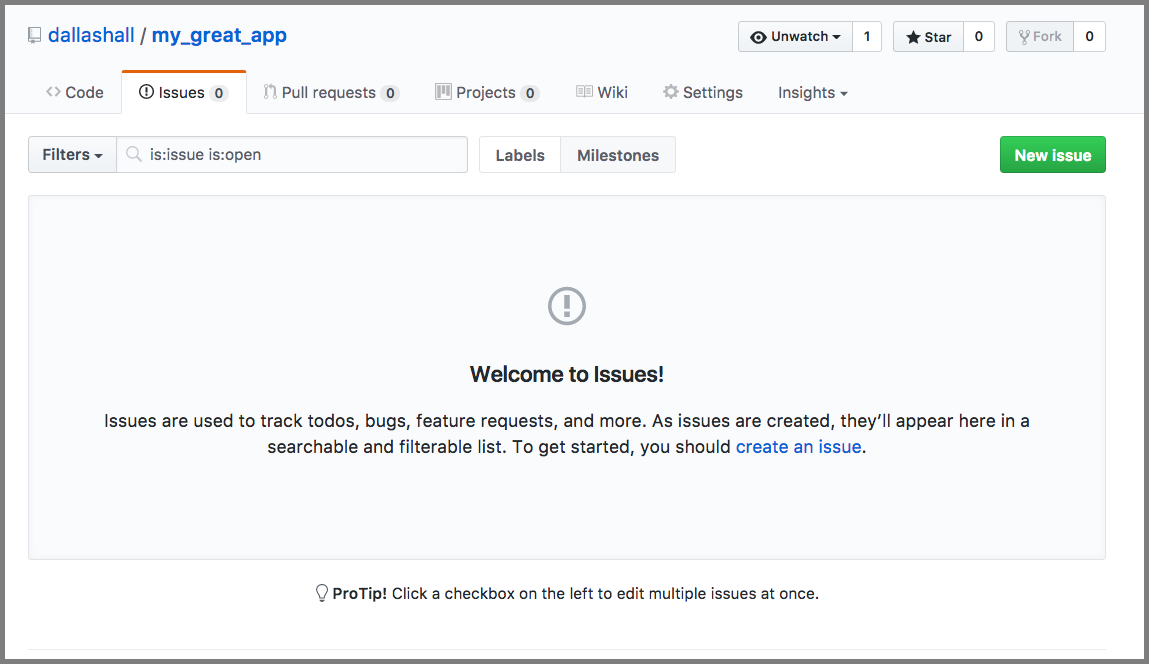 dallashall / my_great_app
Unwatch 1 Star 0 Fork 0
Code Issues 0 Pull requests 0 Projects 0 Wiki Settings Insights
Filters is:issue is:open Labels Milestones New issue
Welcome to Issues!
Issues are used to track todos, bugs, feature requests, and more. As issues are created, they’ll appear here in a
searchable and filterable list. To get started, you should create an issue.
ProTip! Click a checkbox on the left to edit multiple issues at once.